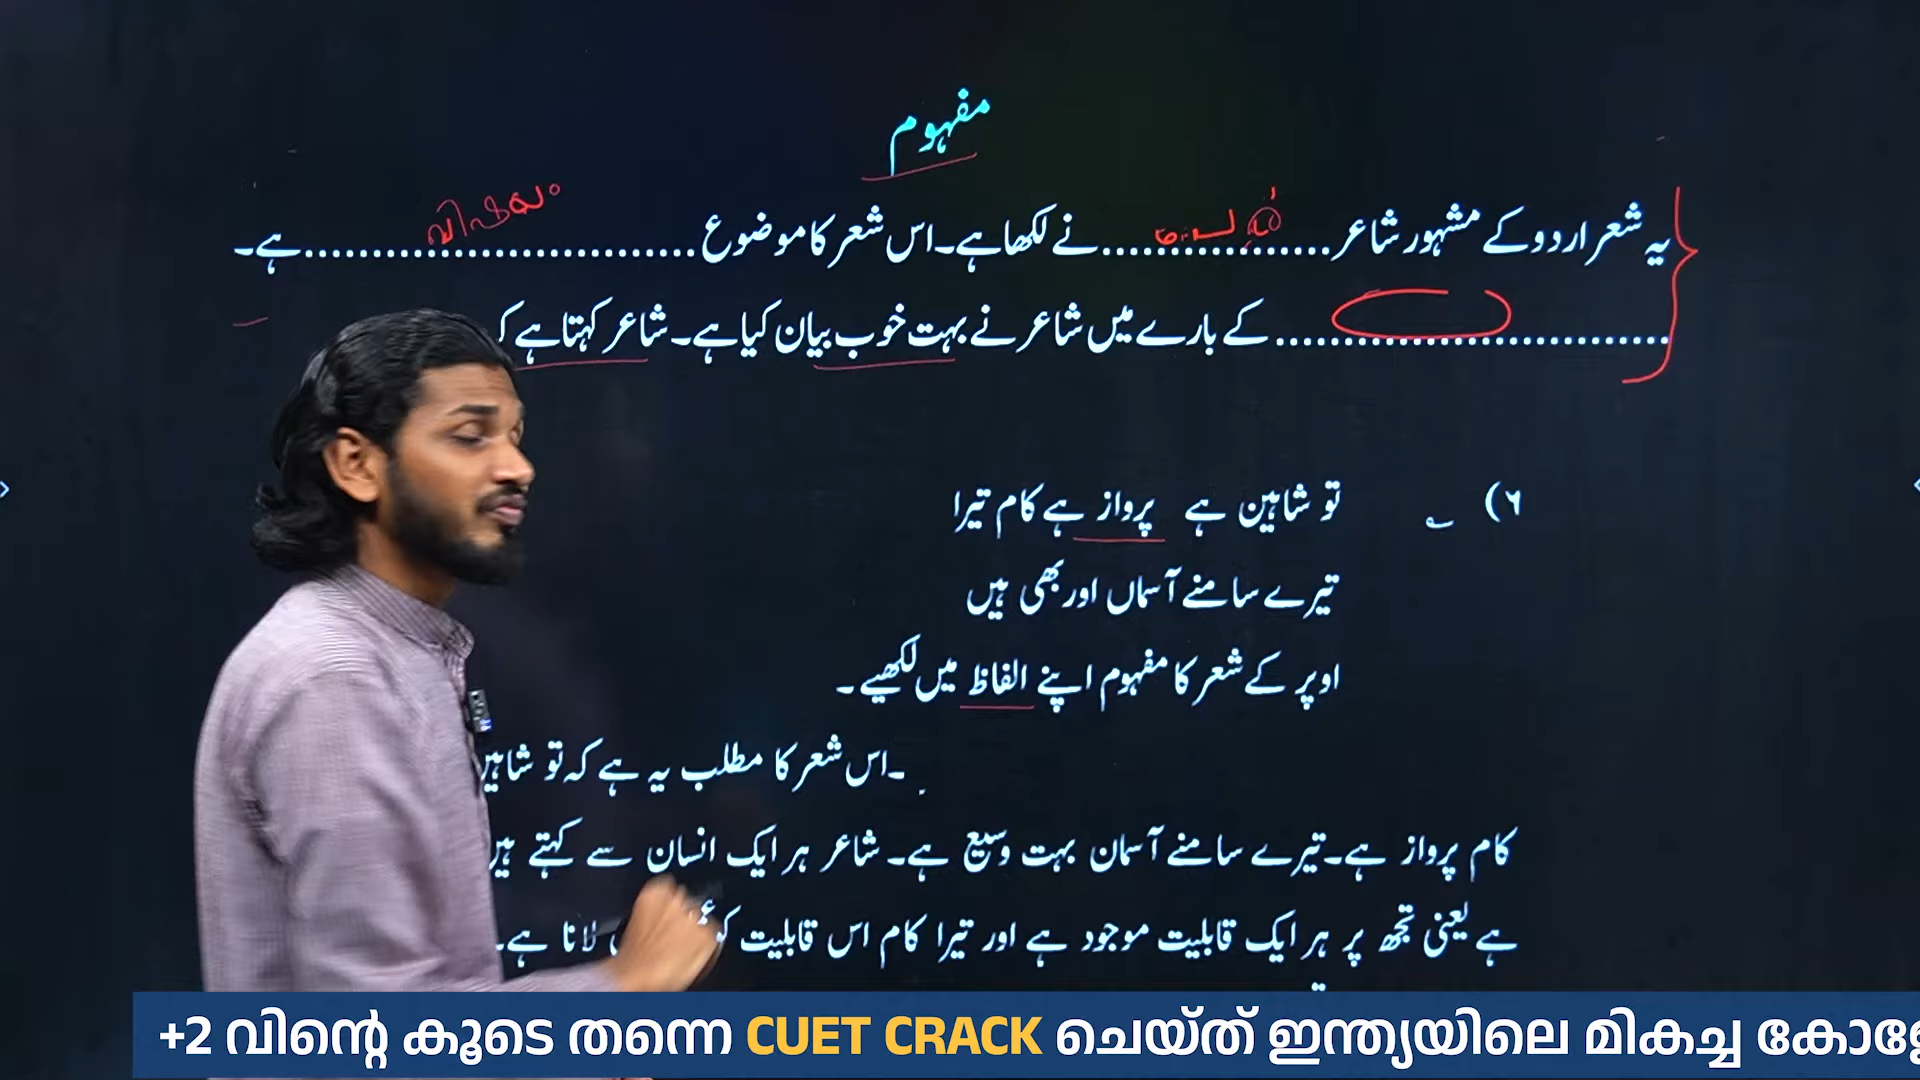 مفہوم
വിഷയം
یہ شعر اردو کے مشہور شاعر ................... نے لکھا ہے۔ اس شعر کا موضوع ................................. ہے۔
................................. کے بارے میں شاعر نے بہت خوب بیان کیا ہے۔ شاعر کہتا ہے
۶) تو شاہین ہے پرواز ہے کام تیرا
تیرے سامنے آسماں اور بھی ہیں
اوپر کے شعر کا مفہوم اپنے الفاظ میں لکھیے۔
۔اس شعر کا مطلب یہ ہے کہ تو
کام پرواز ہے۔ تیرے سامنے آسمان بہت وسیع ہے۔ شاعر ہر ایک انسان سے کہتے
ہے یعنی تجھ پر ہر ایک قابلیت موجود ہے اور تیرا کام اس قابلیت کو لانا ہے۔
+2 വിന്റെ കൂടെ തന്നെ CUET CRACK ചെയ്ത് ഇന്ത്യയിലെ മികച്ച